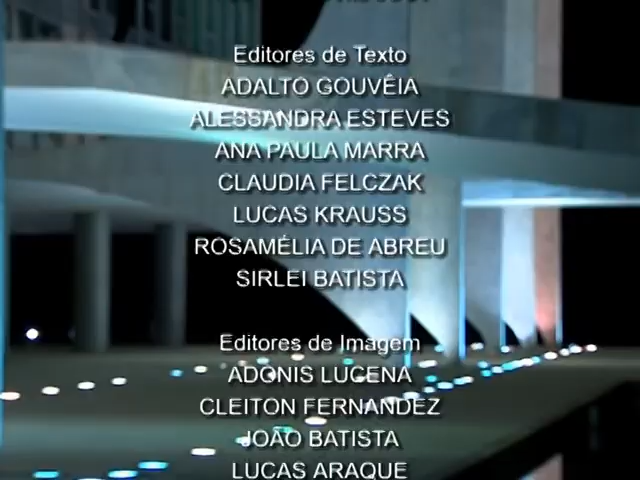 Editores de Texto
ADALTO GOUVÊIA
ALESSANDRA ESTEVES
ANA PAULA MARRA
CLAUDIA FELCZAK
LUCAS KRAUSS
ROSAMÉLIA DE ABREU
SIRLEI BATISTA
Editores de Imagem
ADONIS LUCENA
CLEITON FERNANDEZ
JOÃO BATISTA
LUCAS ARAQUE